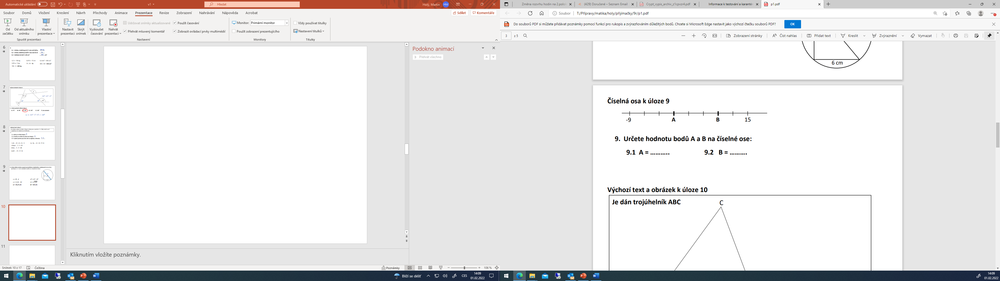 Automatické ukládání
v1
Hledat
Holý, Martin
HM
Soubor Domů Vložení Kreslení Návrh Přechody Animace Prezentace Revize Zobrazení Nahrávání Nápověda Acrobat
Sdílet
Komentáře
Od začátku
Od aktuálního snímku
Vlastní prezentace
Spustit prezentaci
Nastavit prezentaci
Skrýt snímek
Vyzkoušet časování
Nahrát prezentaci
Udržovat snímky aktualizované
Přehrát mluvený komentář
Použít časování
Zobrazit ovládací prvky multimédií
Nastavení
Monitor: Primární monitor
Použít zobrazení prezentujícího
Monitory
Vždy používat titulky
Nastavení titulků
Titulky
6
7
8
9
10
11
Podokno animací
Přehrát všechno
Kliknutím vložíte poznámky.
Snímek 10 z 17
Čeština
Poznámky
106 %
Blíží se déšť
CES
14:09
01.02.2022
Změna rozvrhu hodin na 2.polo
(429) Doručené – Seznam Email
Crypt_vypis_archiv_z1cpvzr4.pdf
Informace k testování a karantén
p1.pdf
Soubor
T:/Přípravy/matika/holy/přijímačky/9r/p1.pdf
Do souborů PDF si můžete přidávat poznámky pomocí funkcí pro rukopis a zvýrazňováním důležitých bodů. Chcete si Microsoft Edge nastavit jako výchozí čtečku souborů PDF?
OK
3 z 5
Zobrazení stránky
Číst nahlas
Přidat text
Kreslit
Zvýraznění
Vymazat
6 cm
Číselná osa k úloze 9
-9 A B 15
9. Určete hodnotu bodů A a B na číselné ose:
9.1 A = ……….. 9.2 B = ……….
Výchozí text a obrázek k úloze 10
Je dán trojúhelník ABC
C
14:09
01.02.2022